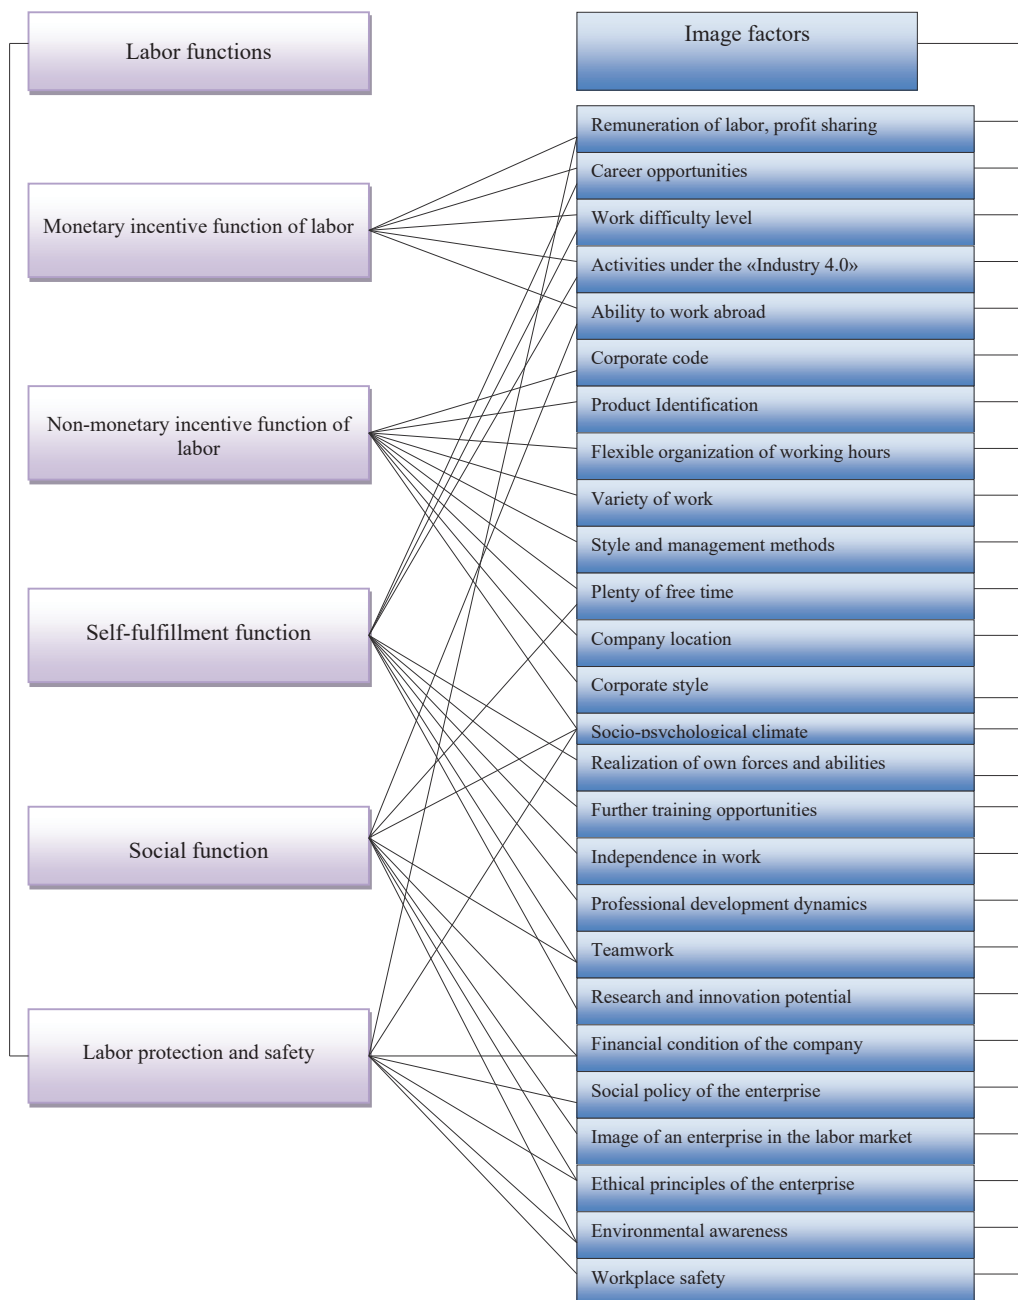 Labor functions
Monetary incentive function of labor
Non-monetary incentive function of
labor
Self-fulfillment function
Social function
Labor protection and safety
Image factors
Remuneration of labor, profit sharing
Career opportunities
Work difficulty level
Activities under the «Industry 4.0»
Ability to work abroad
Corporate code
Product Identification
Flexible organization of working hours
Variety of work
Style and management methods
Plenty of free time
Company location
Corporate style
Socio-psychological climate
Realization of own forces and abilities
Further training opportunities
Independence in work
Professional development dynamics
Teamwork
Research and innovation potential
Financial condition of the company
Social policy of the enterprise
Image of an enterprise in the labor market
Ethical principles of the enterprise
Environmental awareness
Workplace safety